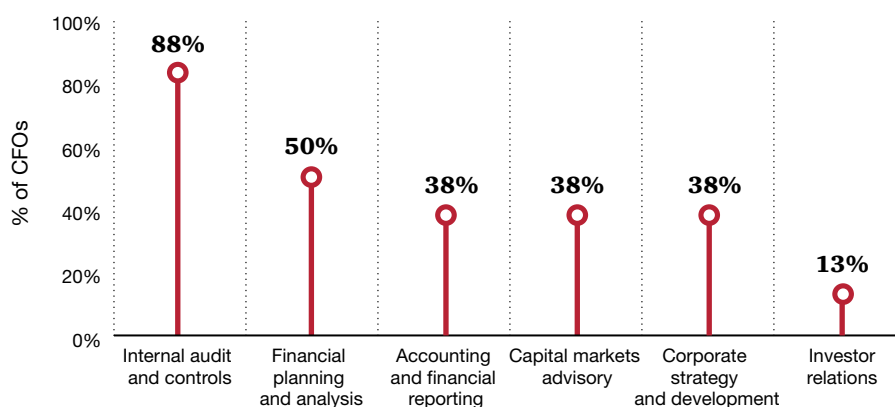 100%
80%
60%
40%
20%
0%
% of CFOs
88%
50%
38%
38%
38%
13%
Internal audit
and controls
Financial
planning
and analysis
Accounting
and financial
reporting
Capital markets
advisory
Corporate
strategy
and development
Investor
relations